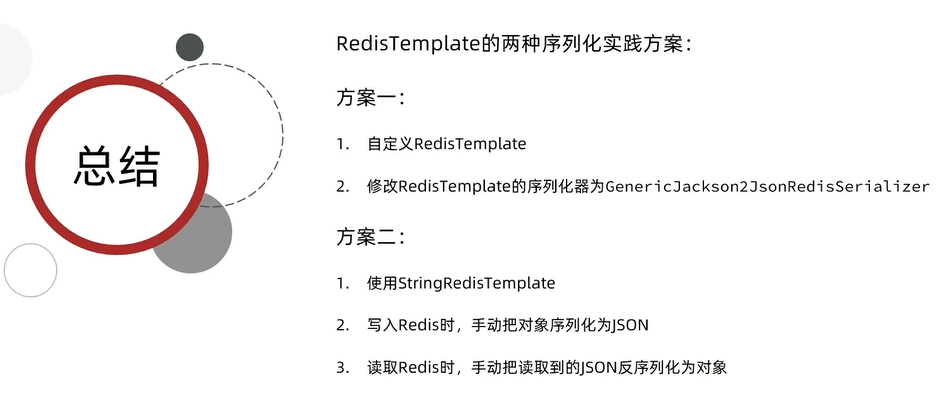 总结
RedisTemplate的两种序列化实践方案：
方案一：
1. 自定义RedisTemplate
2. 修改RedisTemplate的序列化器为GenericJackson2JsonRedisSerializer
方案二：
1. 使用StringRedisTemplate
2. 写入Redis时，手动把对象序列化为JSON
3. 读取Redis时，手动把读取到的JSON反序列化为对象